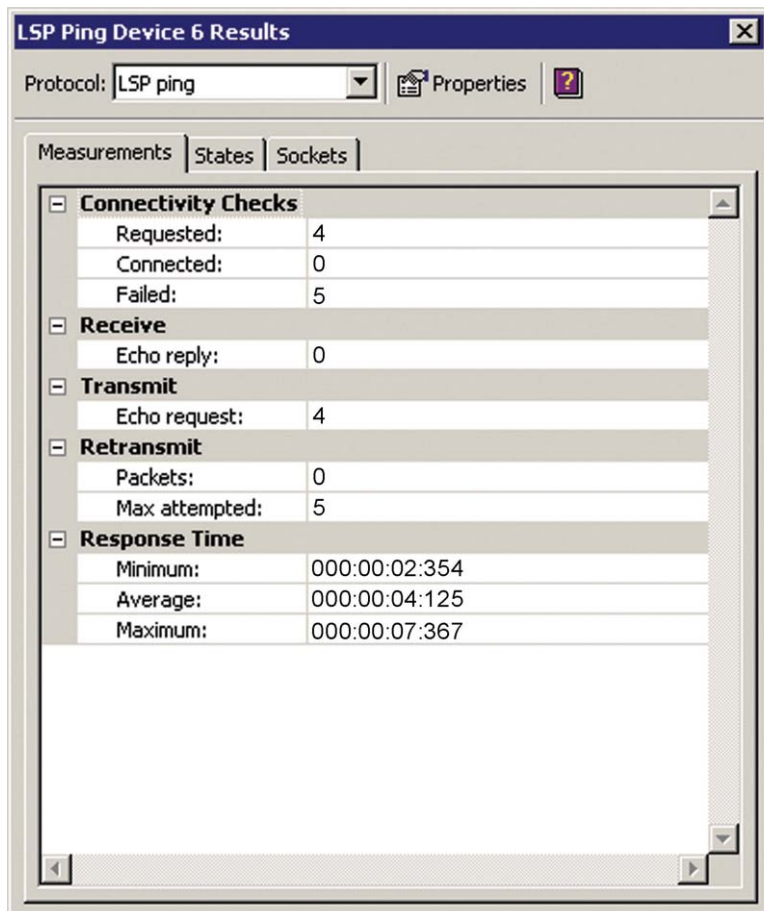 LSP Ping Device 6 Results
Protocol: LSP ping Properties ?
Measurements States Sockets
Connectivity Checks
Requested: 4
Connected: 0
Failed: 5
Receive
Echo reply: 0
Transmit
Echo request: 4
Retransmit
Packets: 0
Max attempted: 5
Response Time
Minimum: 000:00:02:354
Average: 000:00:04:125
Maximum: 000:00:07:367